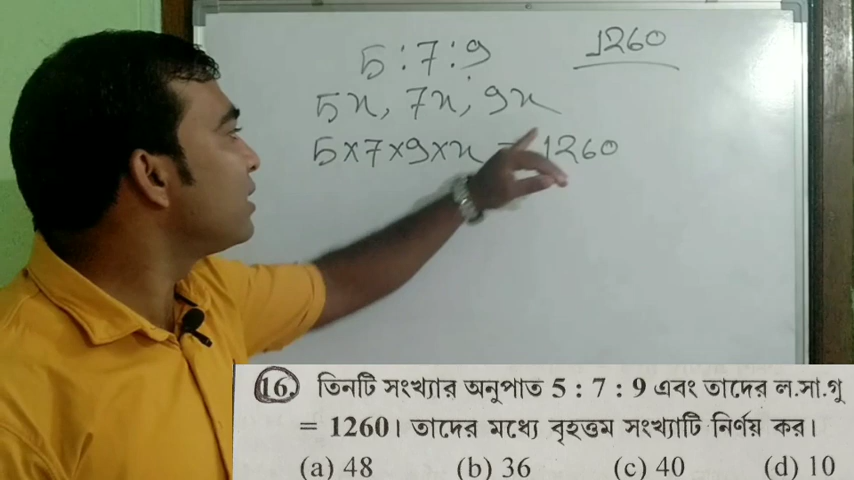 5 : 7 : 9
1260
5x, 7x, 9x
5×7×9×x = 1260
16. তিনটি সংখ্যার অনুপাত 5 : 7 : 9 এবং তাদের ল.সা.গু
= 1260। তাদের মধ্যে বৃহত্তম সংখ্যাটি নির্ণয় কর।
(a) 48 (b) 36 (c) 40 (d) 10